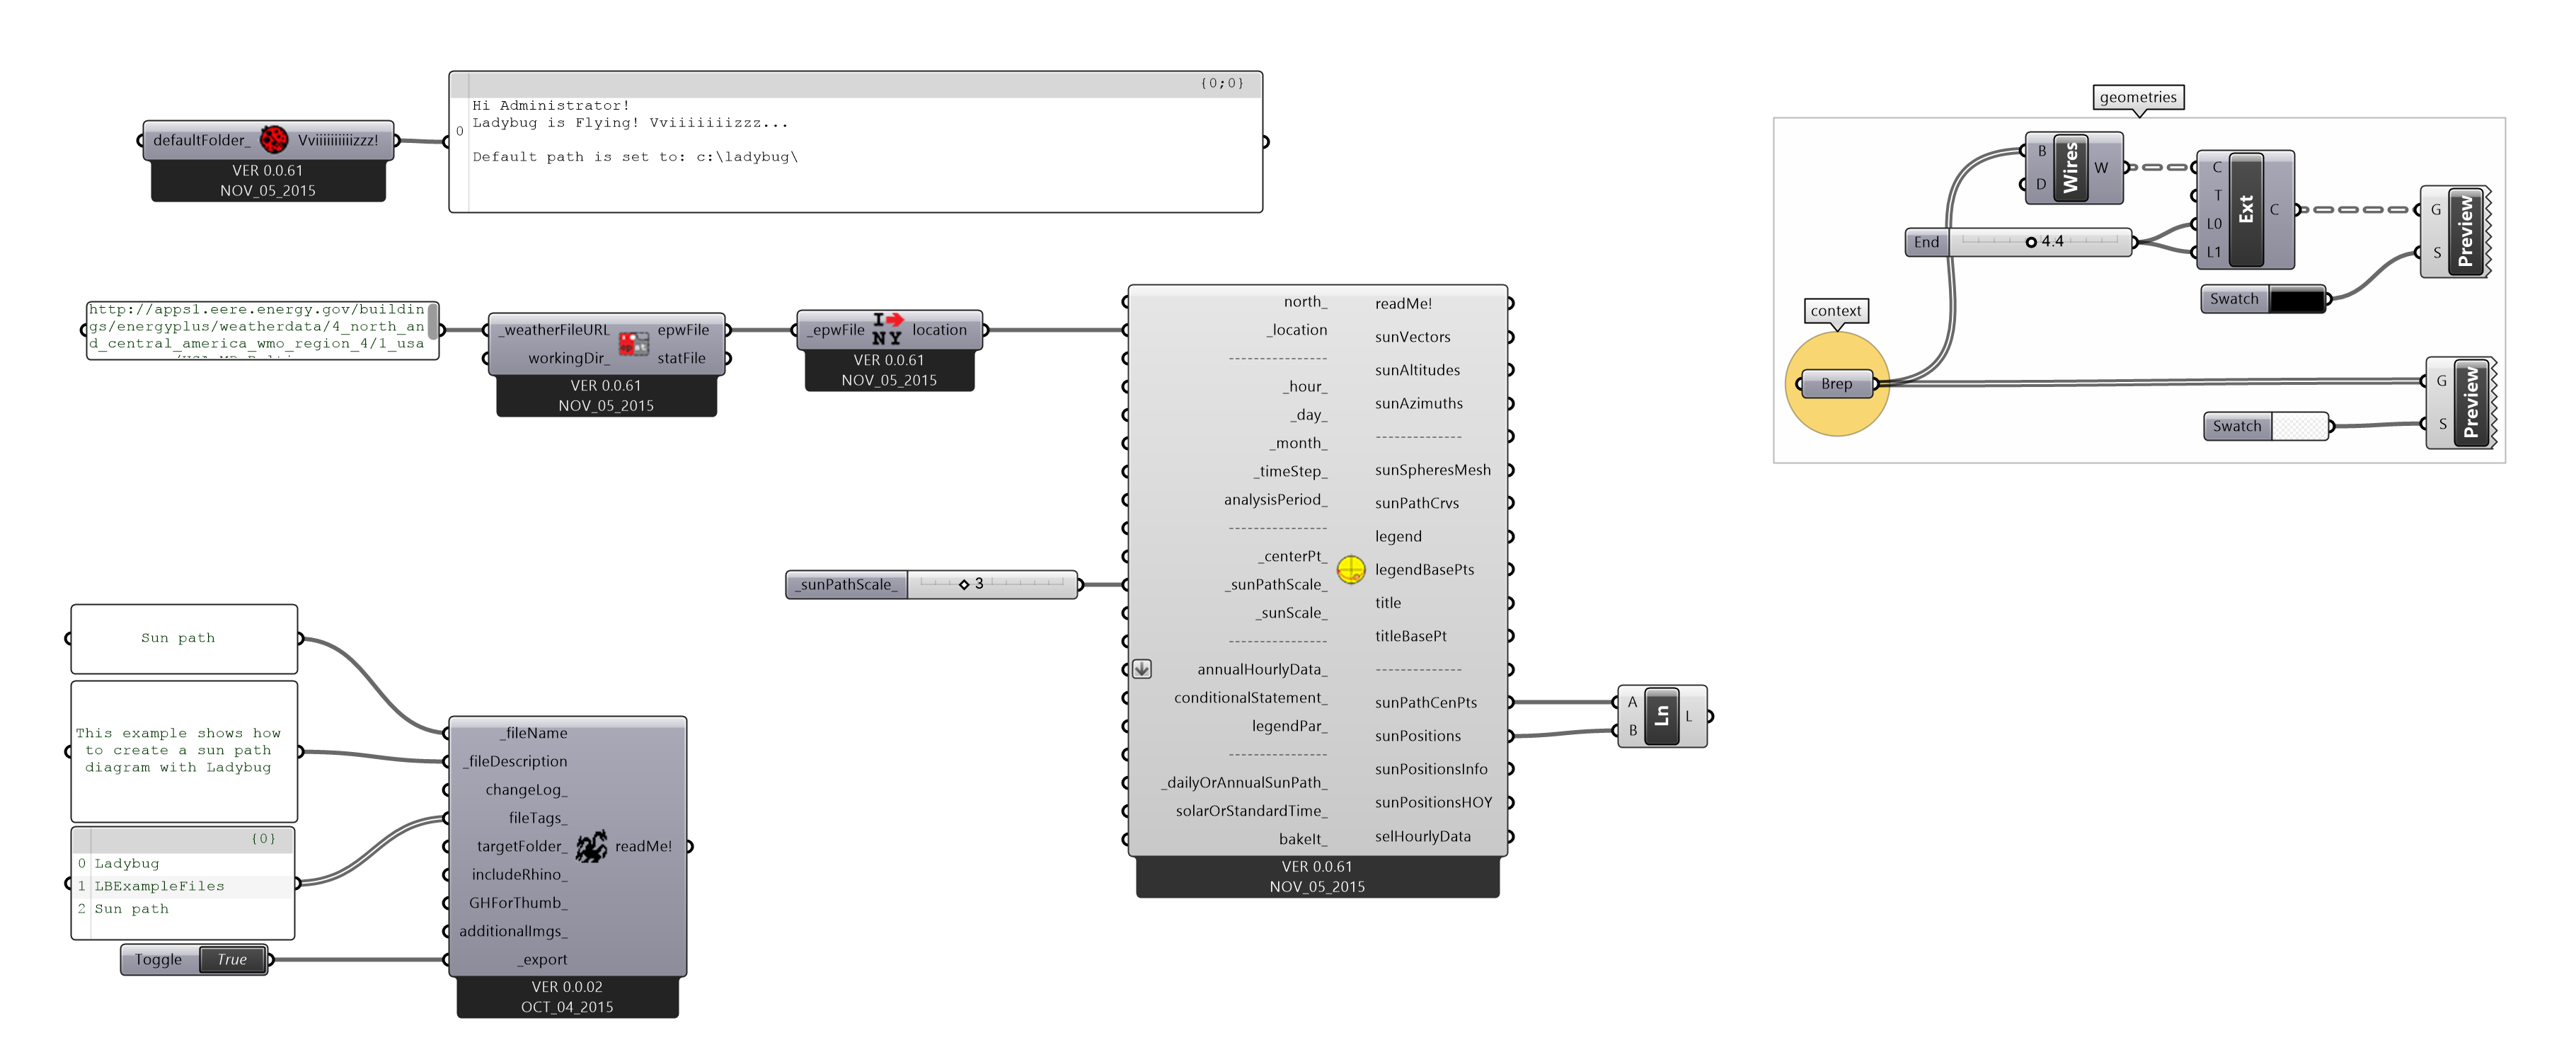 {0;0}
Hi Administrator!
Ladybug is Flying! Vviiiiiiizzz...
0
Default path is set to: c:\ladybug\
defaultFolder_ Vviiiiiiiiiizzz!
VER 0.0.61
NOV_05_2015
geometries
B
D
Wires
W
C
T
L0
L1
Ext
C
G
S
Preview
End 4.4
Swatch
context
Brep
G
S
Preview
Swatch
http://apps1.eere.energy.gov/buildin
gs/energyplus/weatherdata/4_north_an
d_central_america_wmo_region_4/1_usa
_weatherFileURL epwFile
workingDir_ statFile
VER 0.0.61
NOV_05_2015
_epwFile I NY location
VER 0.0.61
NOV_05_2015
north_
_location
----------------
_hour_
_day_
_month_
_timeStep_
analysisPeriod_
----------------
_centerPt_
_sunPathScale_
_sunScale_
----------------
annualHourlyData_
conditionalStatement_
legendPar_
----------------
_dailyOrAnnualSunPath_
solarOrStandardTime_
bakeIt_
readMe!
sunVectors
sunAltitudes
sunAzimuths
--------------
sunSpheresMesh
sunPathCrvs
legend
legendBasePts
title
titleBasePt
--------------
sunPathCenPts
sunPositions
sunPositionsInfo
sunPositionsHOY
selHourlyData
VER 0.0.61
NOV_05_2015
_sunPathScale_ 3
A
B
Ln
L
Sun path
This example shows how
to create a sun path
diagram with Ladybug
{0}
0 Ladybug
1 LBExampleFiles
2 Sun path
Toggle True
_fileName
_fileDescription
changeLog_
fileTags_
targetFolder_
includeRhino_
GHForThumb_
additionalImgs_
_export
readMe!
VER 0.0.02
OCT_04_2015